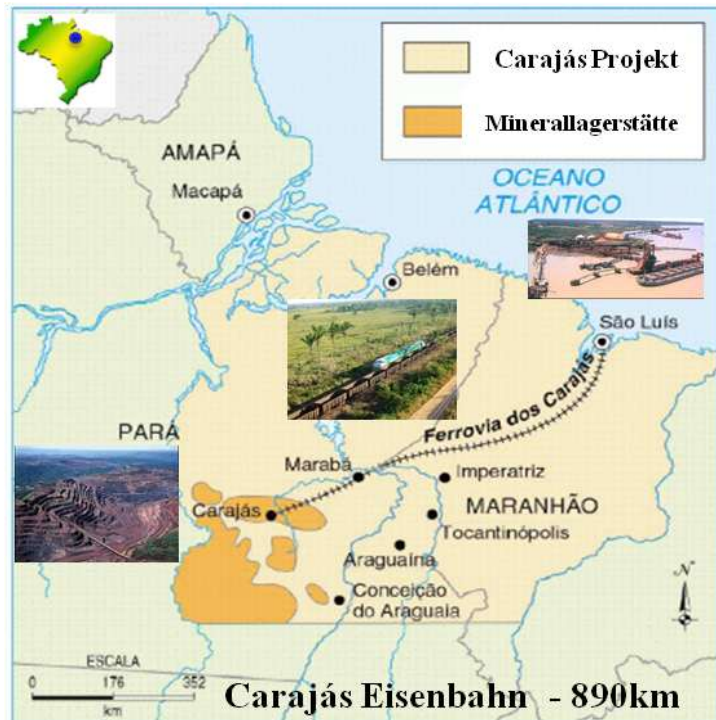 Carajás Projekt
Minerallagerstätte
AMAPÁ
Macapá
OCEANO
ATLÂNTICO
Belém
São Luís
Ferrovia dos Carajás
PARÁ
Marabá
Imperatriz
Carajás
MARANHÃO
Tocantinópolis
Araguaína
Conceição
do Araguaia
N
ESCALA
0 176 352
km
Carajás Eisenbahn - 890km